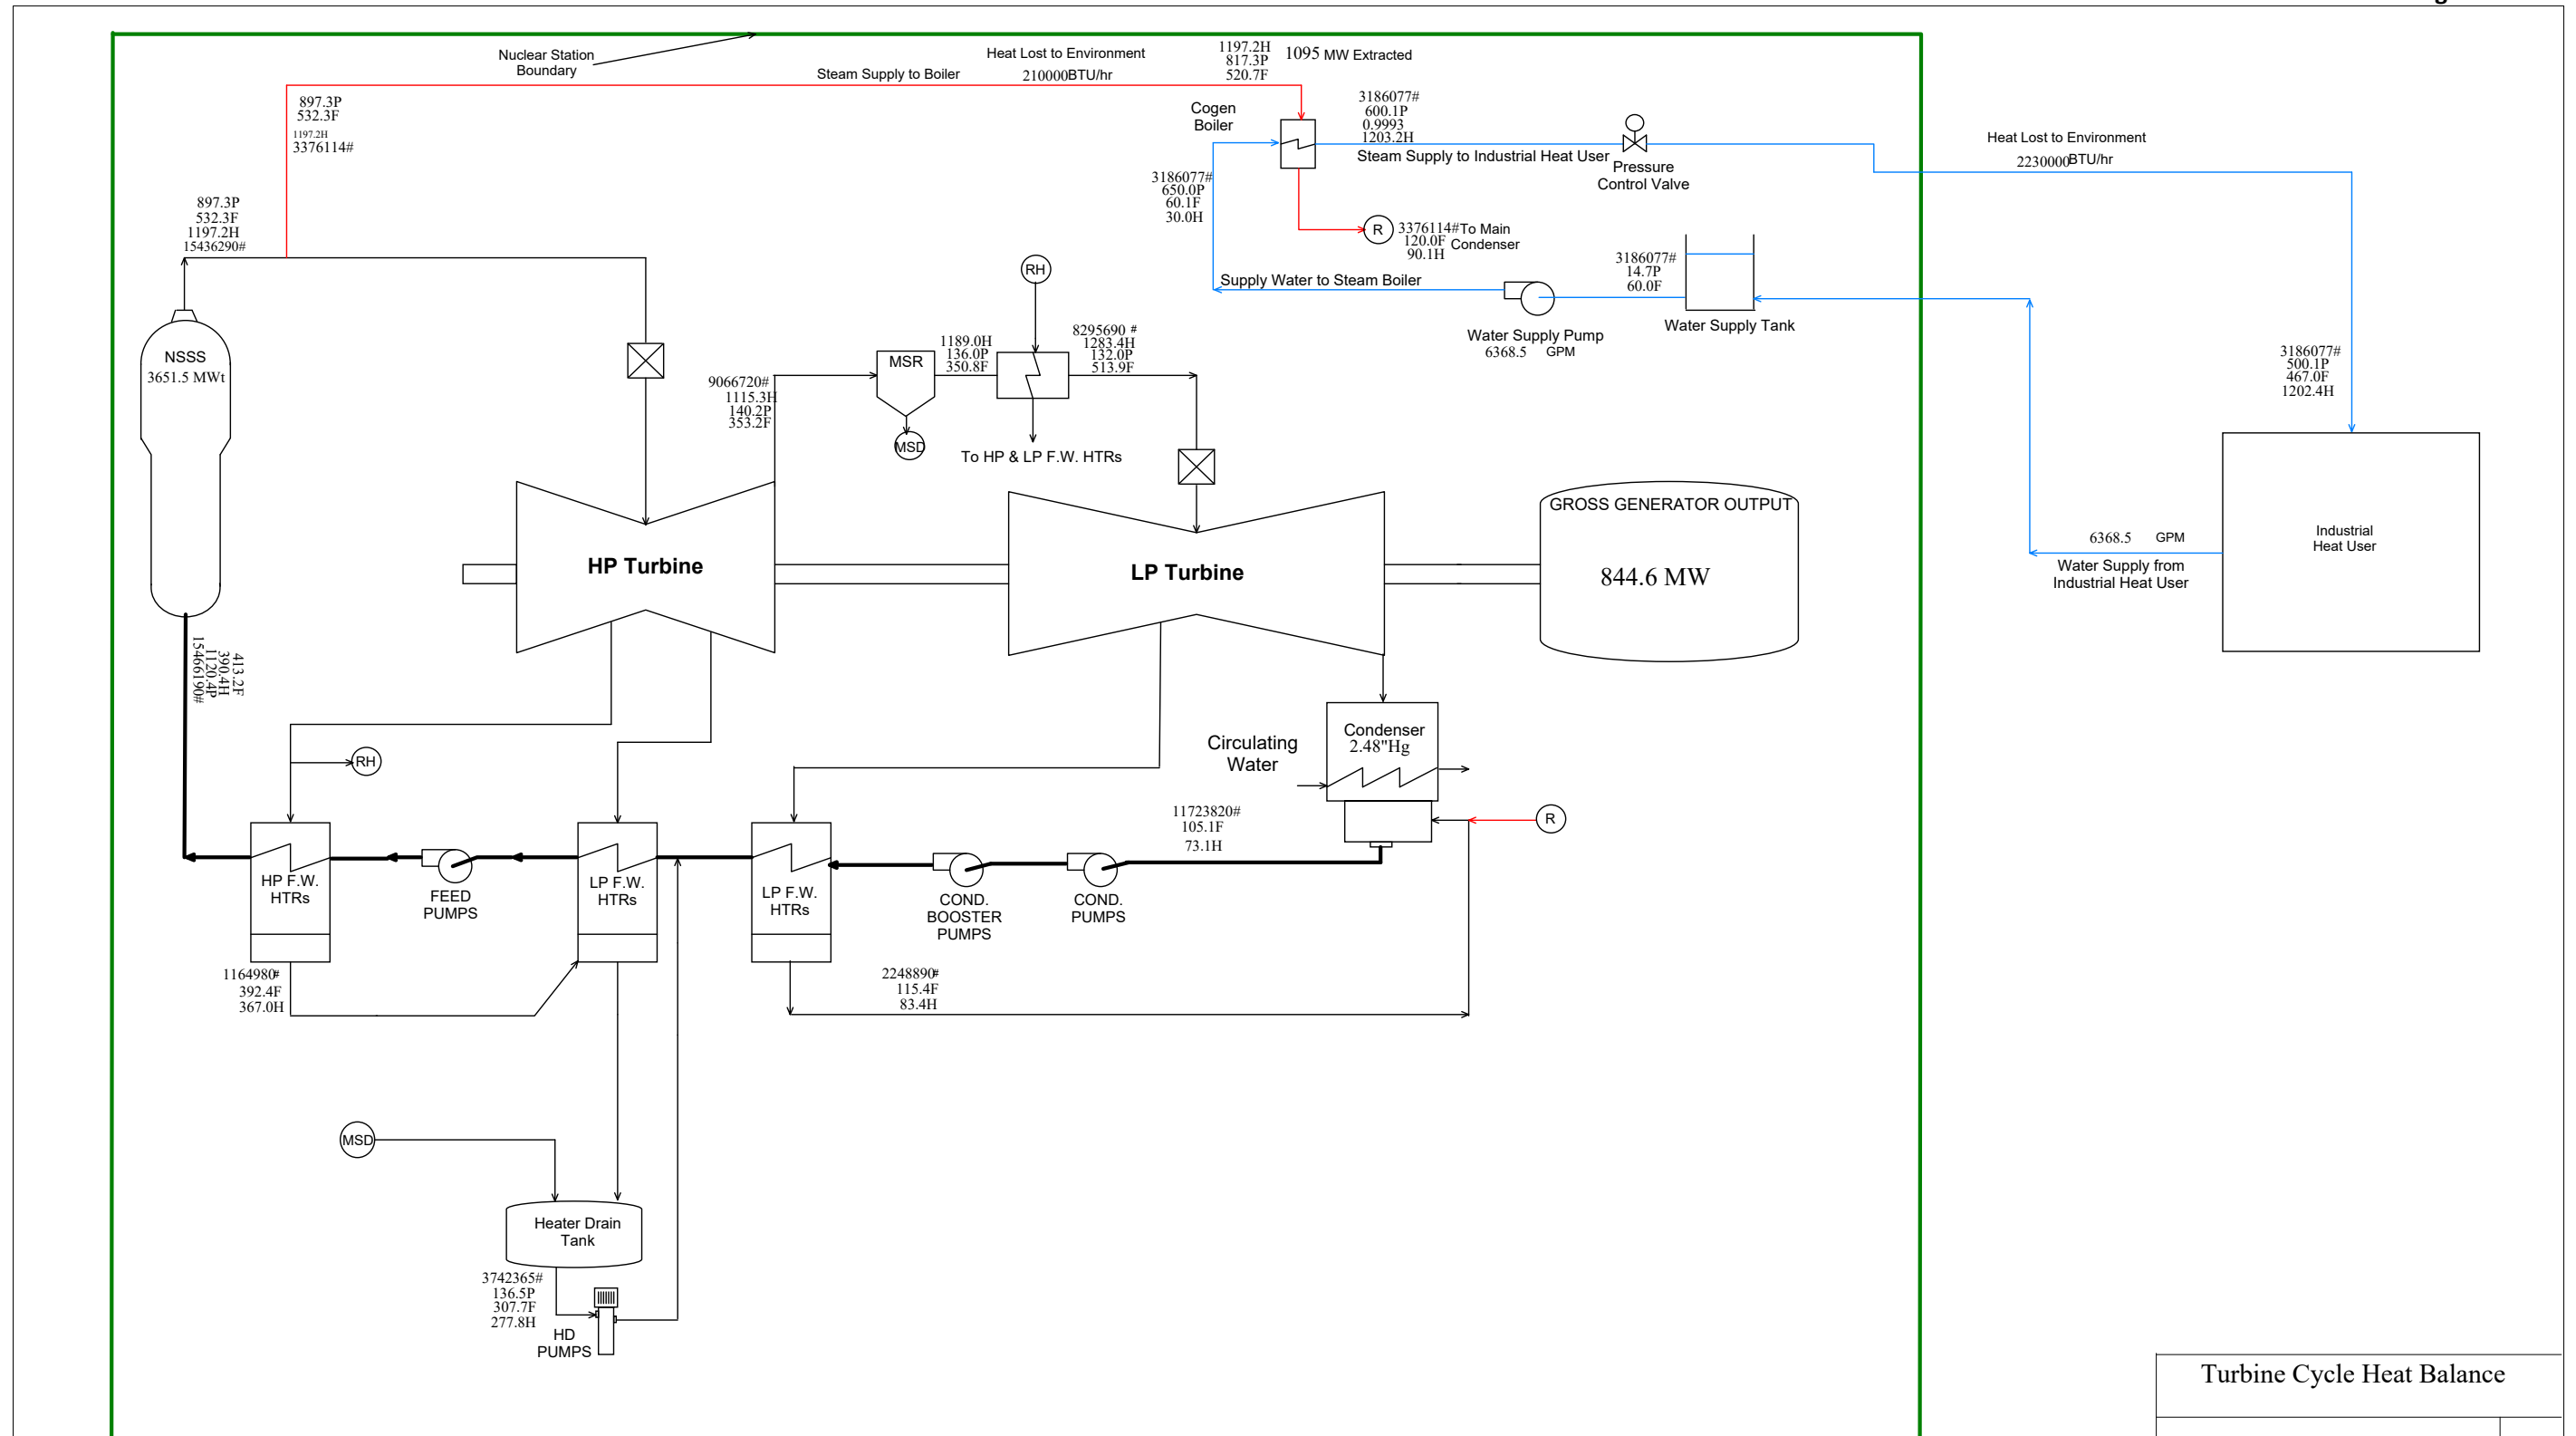 Nuclear Station
Boundary
Heat Lost to Environment
210000BTU/hr
Steam Supply to Boiler
1197.2H
817.3P
520.7F
1095 MW Extracted
897.3P
532.3F
1197.2H
3376114#
Cogen
Boiler
3186077#
600.1P
0.9993
1203.2H
Steam Supply to Industrial Heat User
Pressure
Control Valve
Heat Lost to Environment
2230000BTU/hr
897.3P
532.3F
1197.2H
15436290#
3186077#
650.0P
60.1F
30.0H
R
3376114#To Main
120.0F Condenser
90.1H
Supply Water to Steam Boiler
3186077#
14.7P
60.0F
Water Supply Tank
Water Supply Pump
6368.5 GPM
NSSS
3651.5 MWt
RH
9066720#
1115.3H
140.2P
353.2F
MSR
MSD
1189.0H
136.0P
350.8F
8295690 #
1283.4H
132.0P
513.9F
To HP & LP F.W. HTRs
3186077#
500.1P
467.0F
1202.4H
HP Turbine
LP Turbine
GROSS GENERATOR OUTPUT
844.6 MW
Industrial
Heat User
6368.5 GPM
Water Supply from
Industrial Heat User
413.2F
390.4H
1120.4P
15466190#
RH
Circulating
Water
Condenser
2.48"Hg
R
11723820#
105.1F
73.1H
HP F.W.
HTRs
FEED
PUMPS
LP F.W.
HTRs
LP F.W.
HTRs
COND.
BOOSTER
PUMPS
COND.
PUMPS
1164980#
392.4F
367.0H
2248890#
115.4F
83.4H
MSD
Heater Drain
Tank
3742365#
136.5P
307.7F
277.8H
HD
PUMPS
Turbine Cycle Heat Balance